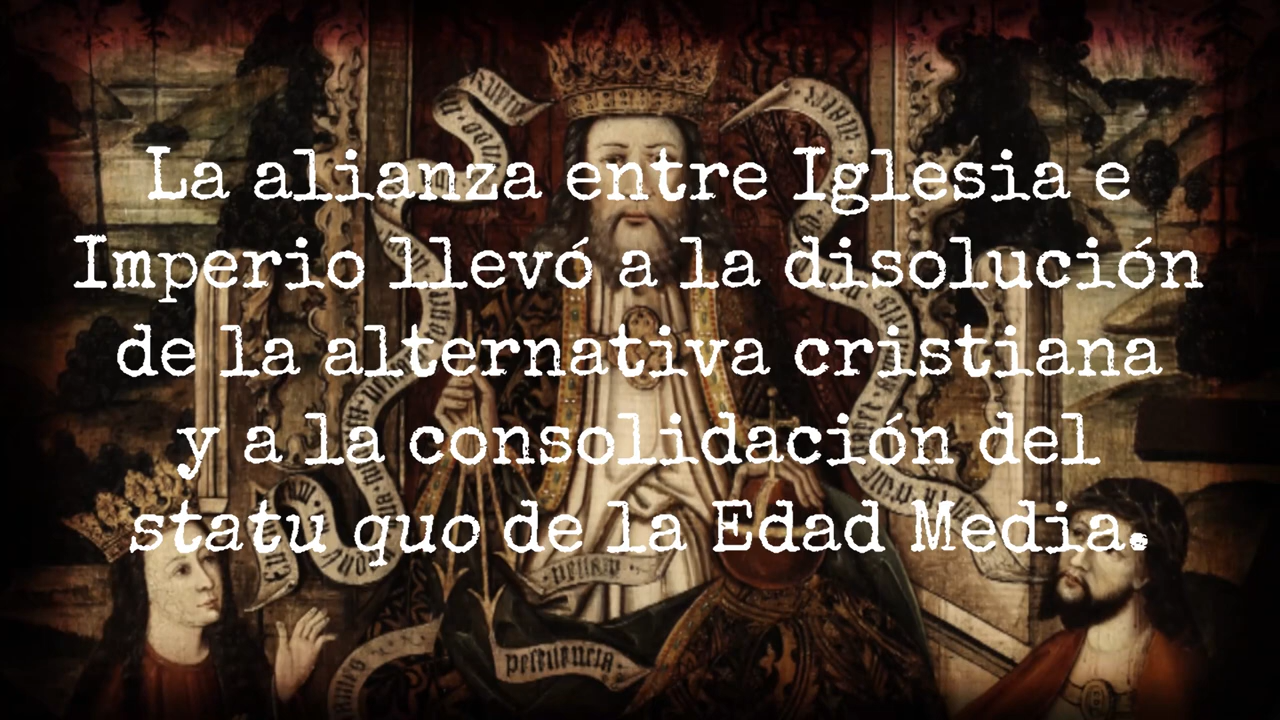 La alianza entre Iglesia e
Imperio llevó a la disolución
de la alternativa cristiana
y a la consolidación del
statu quo de la Edad Media.
pestilencia